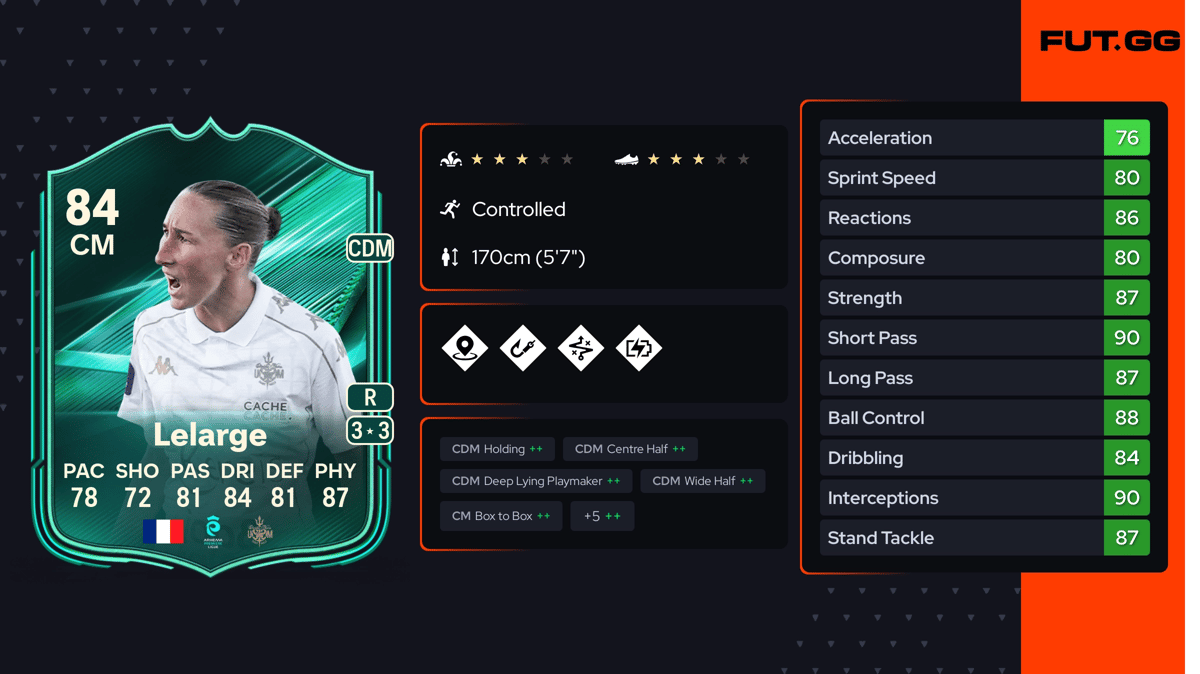 FUT.GG
84
CM
CDM
R
3★3
CACHE
CACHE.
Lelarge
PAC SHO PAS DRI DEF PHY
78 72 81 84 81 87
Controlled
170cm (5'7")
CDM Holding ++
CDM Centre Half ++
CDM Deep Lying Playmaker ++
CDM Wide Half ++
CM Box to Box ++
+5 ++
Acceleration 76
Sprint Speed 80
Reactions 86
Composure 80
Strength 87
Short Pass 90
Long Pass 87
Ball Control 88
Dribbling 84
Interceptions 90
Stand Tackle 87